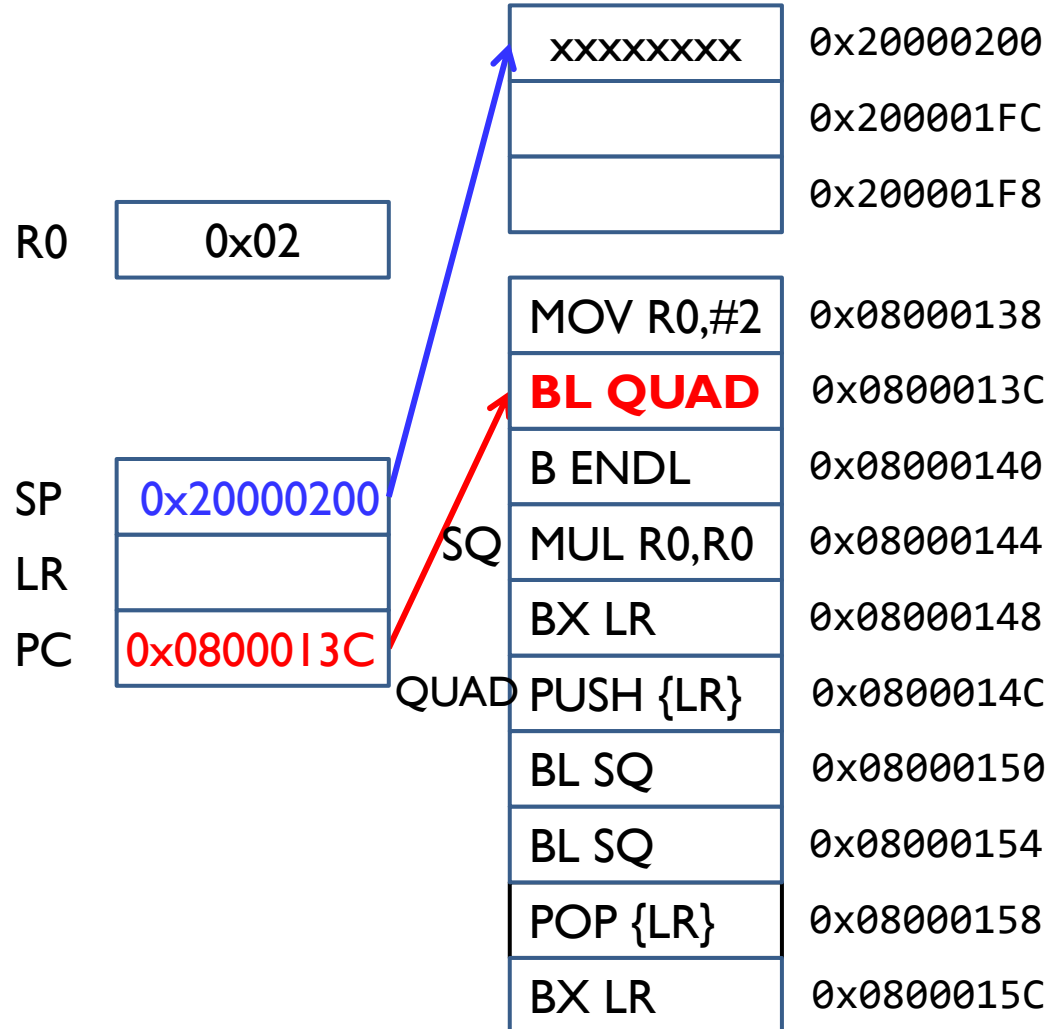 xxxxxxxx 0x20000200
0x200001FC
0x200001F8
R0 0x02
MOV R0,#2 0x08000138
BL QUAD 0x0800013C
B ENDL 0x08000140
SP 0x20000200
SQ MUL R0,R0 0x08000144
LR
BX LR 0x08000148
PC 0x0800013C
QUAD PUSH {LR} 0x0800014C
BL SQ 0x08000150
BL SQ 0x08000154
POP {LR} 0x08000158
BX LR 0x0800015C